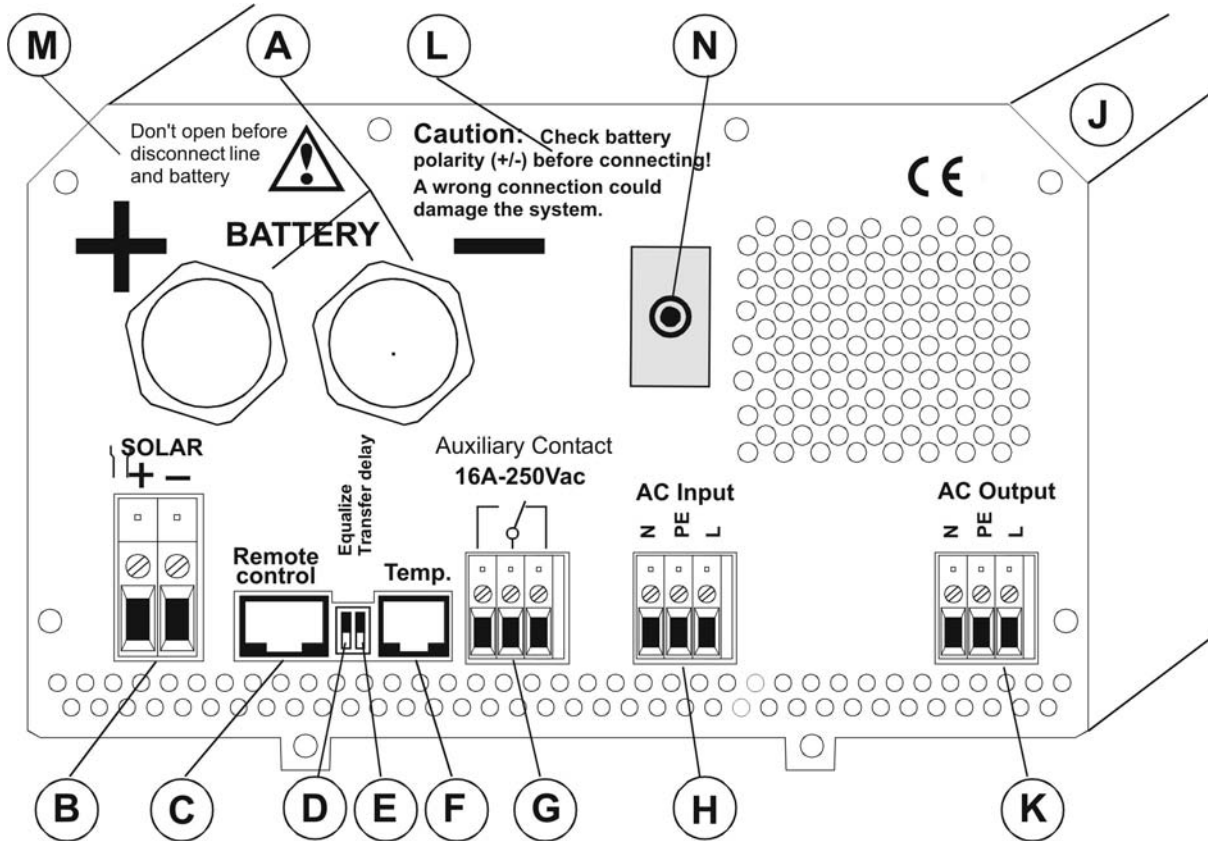 M
A
L
N
J
Don't open before
disconnect line
and battery
Caution: Check battery
polarity (+/-) before connecting!
A wrong connection could
damage the system.
CE
+
BATTERY
−
SOLAR
+ −
Remote
control
Equalize
Transfer delay
Temp.
Auxiliary Contact
16A-250Vac
AC Input
N PE L
AC Output
N PE L
B
C
D
E
F
G
H
K